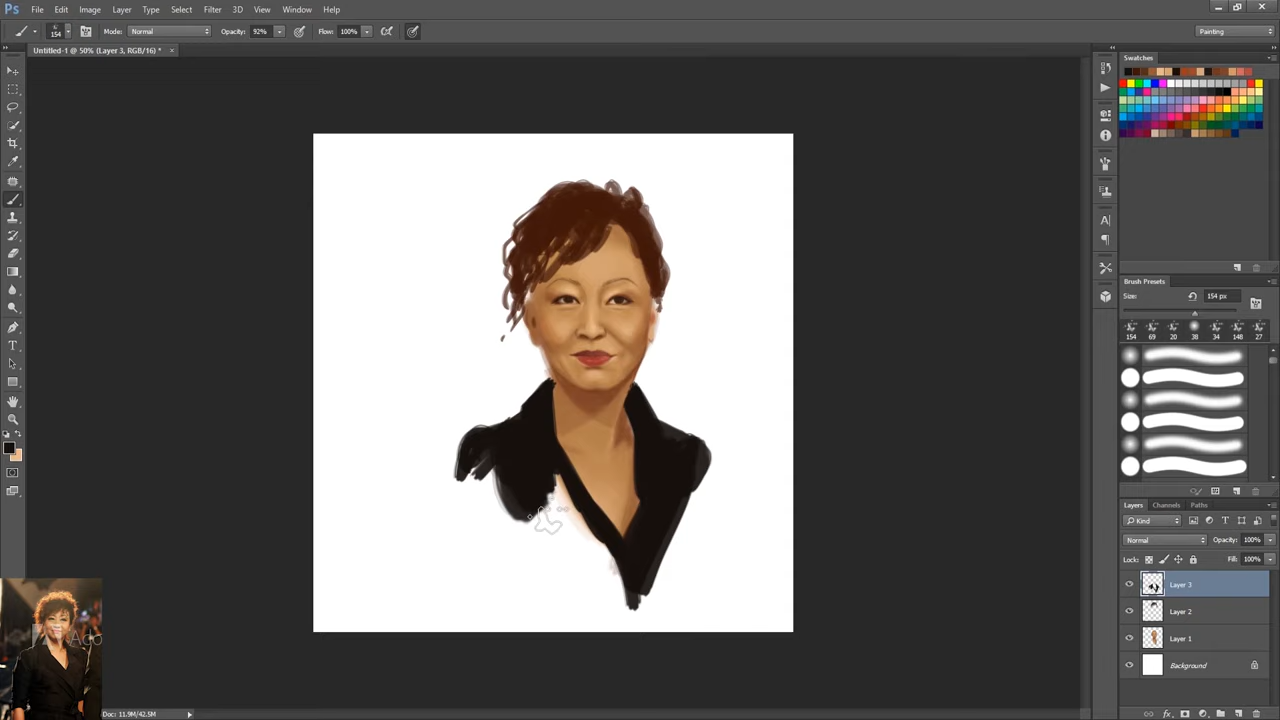 Ps File Edit Image Layer Type Select Filter 3D View Window Help
154 Mode: Normal Opacity: 92% Flow: 100% Painting
Untitled-1 @ 50% (Layer 3, RGB/16) * ×
Swatches
Brush Presets
Size: 154 px
154 69 20 38 34 148 27
Layers Channels Paths
Kind
Normal Opacity: 100%
Lock: Fill: 100%
Layer 3
Layer 2
Layer 1
Background
Doc: 11.9M/42.5M